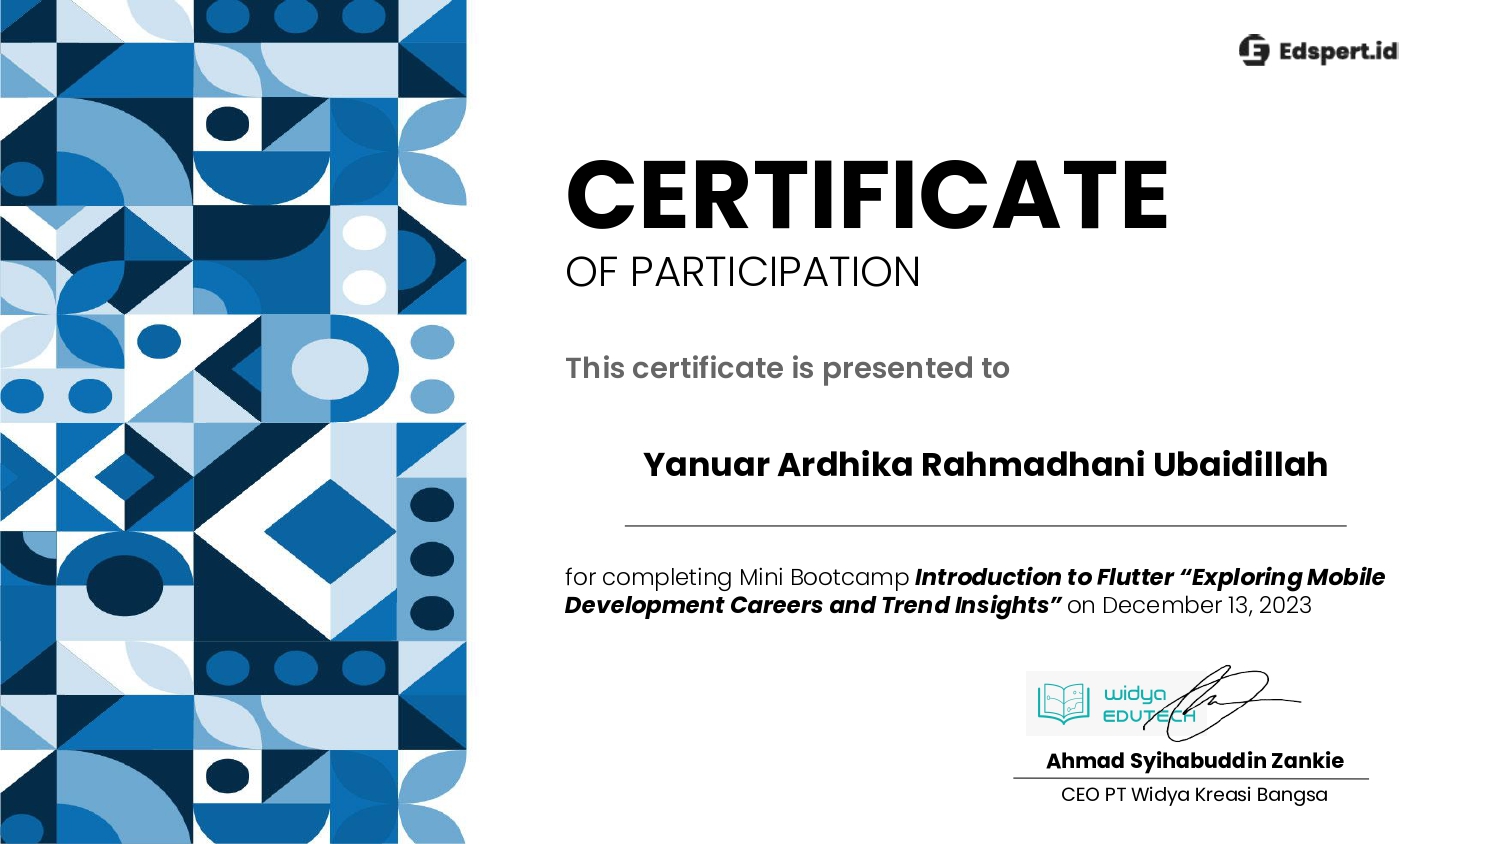 Edspert.id
CERTIFICATE
OF PARTICIPATION
This certificate is presented to
Yanuar Ardhika Rahmadhani Ubaidillah
for completing Mini Bootcamp Introduction to Flutter “Exploring Mobile
Development Careers and Trend Insights” on December 13, 2023
widya
EDUTECH
Ahmad Syihabuddin Zankie
CEO PT Widya Kreasi Bangsa